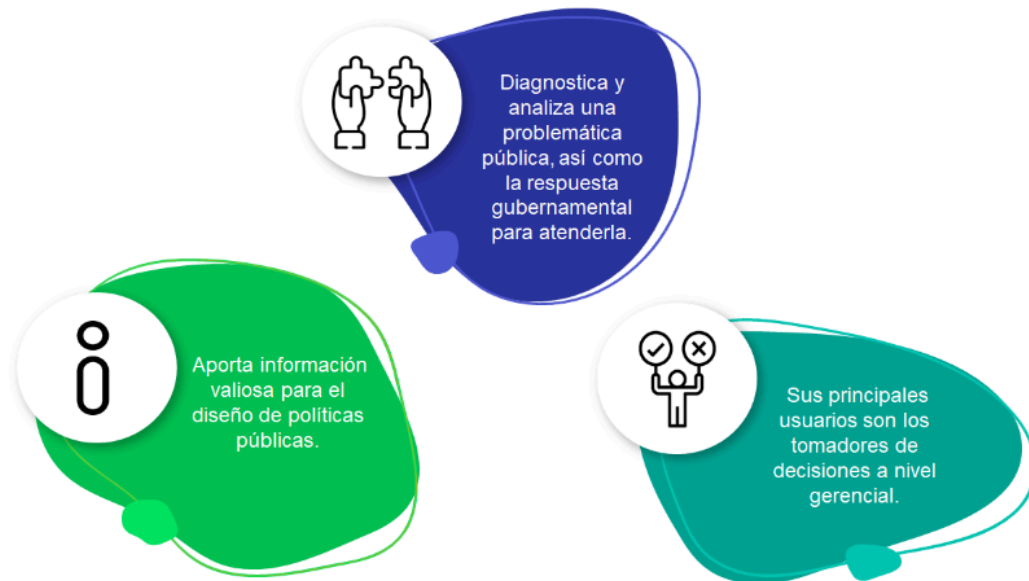 Diagnostica y
analiza una
problemática
pública, así como
la respuesta
gubernamental
para atenderla.
Aporta información
valiosa para el
diseño de políticas
públicas.
Sus principales
usuarios son los
tomadores de
decisiones a nivel
gerencial.